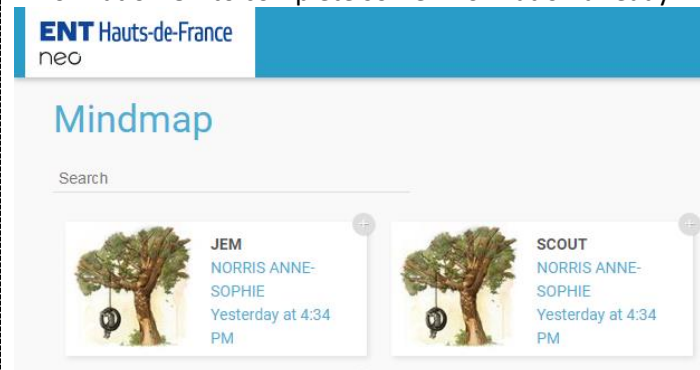 ENT Hauts-de-France
neo
Mindmap
Search
JEM
NORRIS ANNE-
SOPHIE
Yesterday at 4:34
PM
SCOUT
NORRIS ANNE-
SOPHIE
Yesterday at 4:34
PM